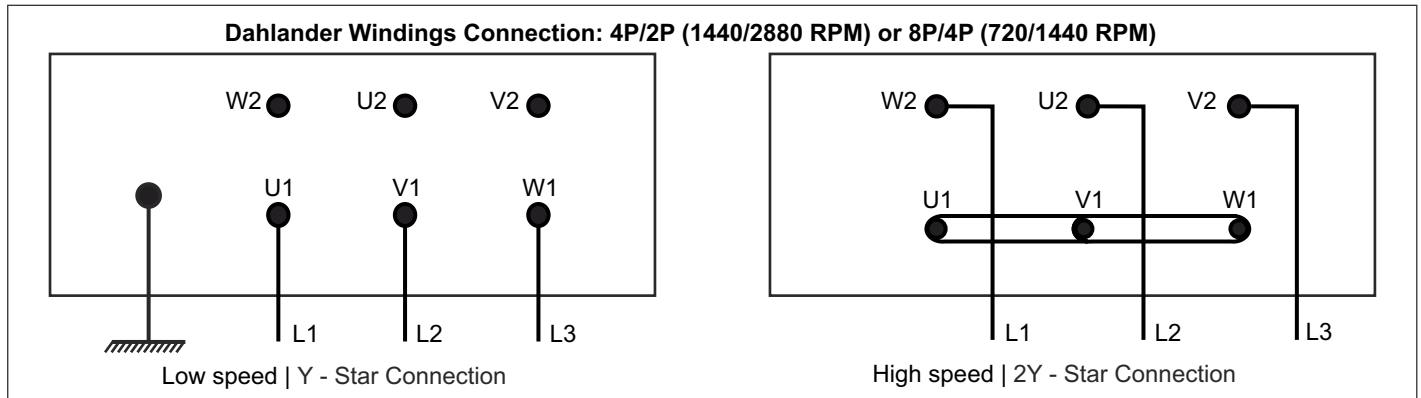 Dahlander Windings Connection: 4P/2P (1440/2880 RPM) or 8P/4P (720/1440 RPM)
W2 U2 V2
U1 V1 W1
L1 L2 L3
Low speed | Y - Star Connection
W2 U2 V2
U1 V1 W1
L1 L2 L3
High speed | 2Y - Star Connection